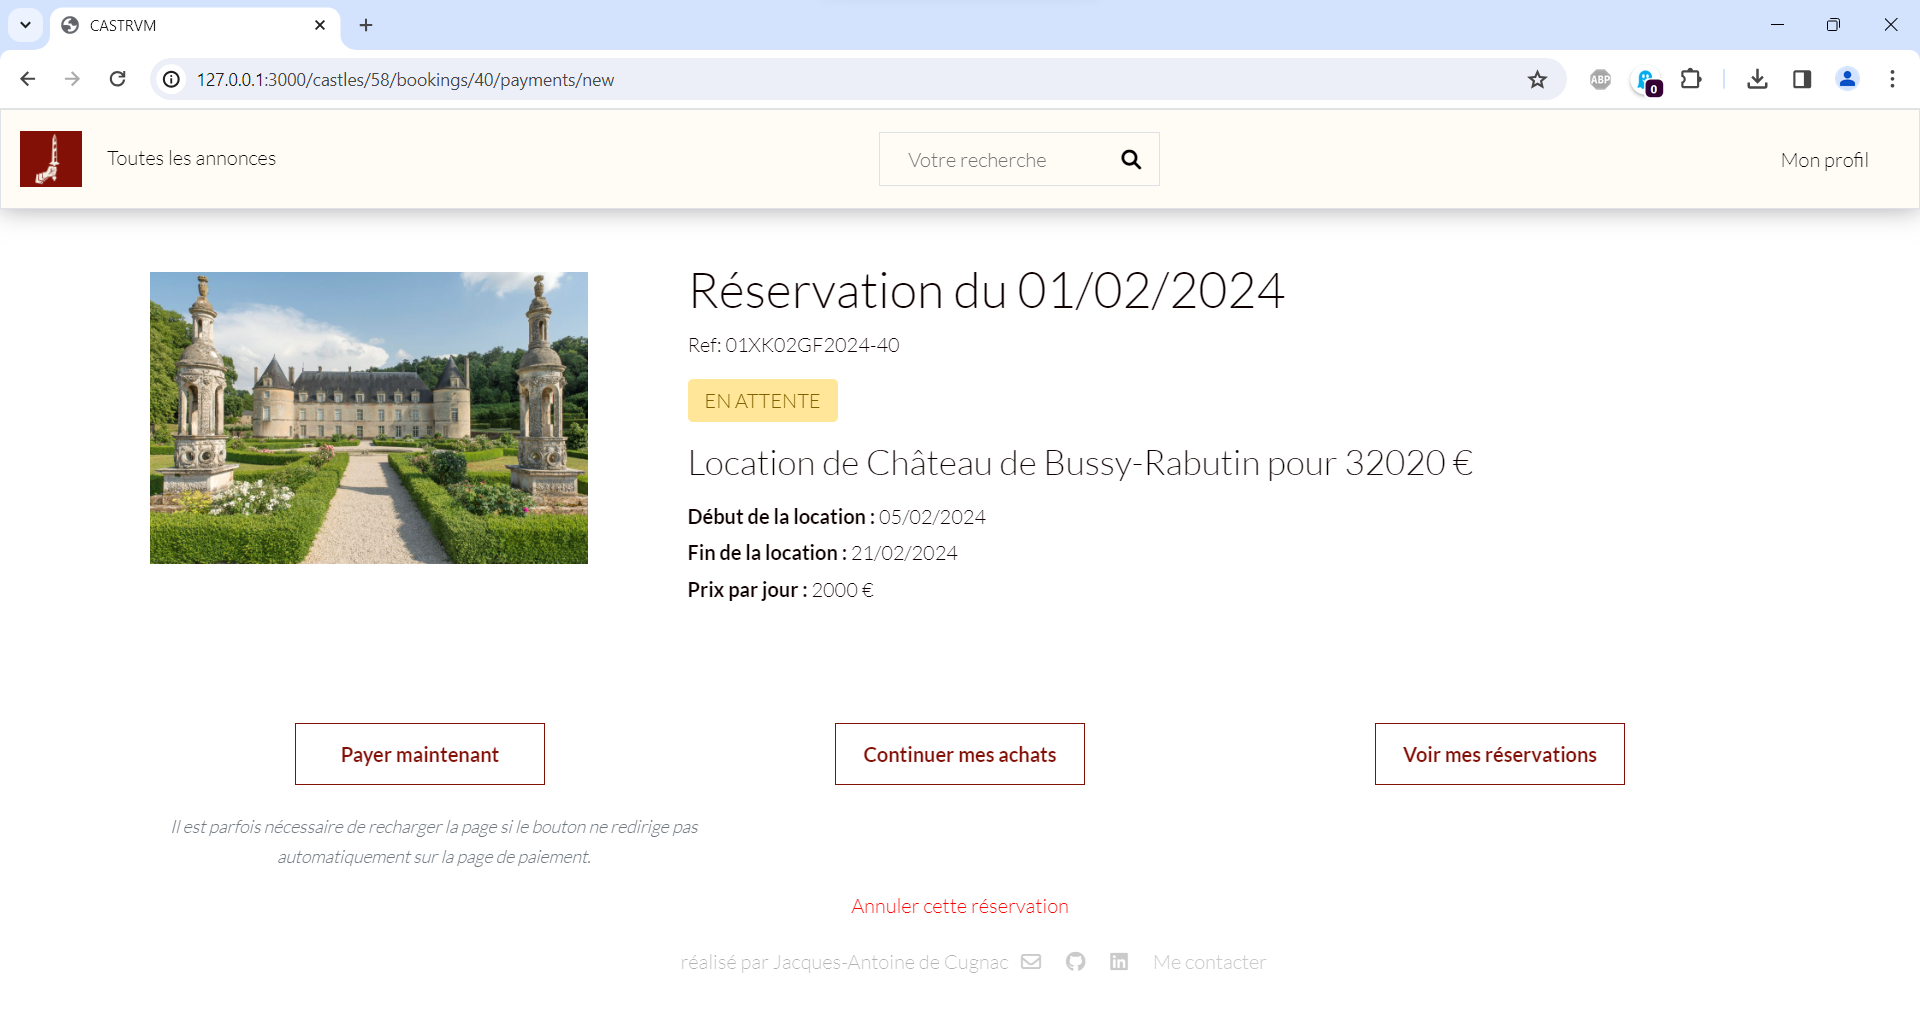 CASTRVM
127.0.0.1:3000/castles/58/bookings/40/payments/new
ABP
0
Toutes les annonces
Votre recherche
Mon profil
Réservation du 01/02/2024
Ref: 01XK02GF2024-40
EN ATTENTE
Location de Château de Bussy-Rabutin pour 32020 €
Début de la location : 05/02/2024
Fin de la location : 21/02/2024
Prix par jour : 2000 €
Payer maintenant
Continuer mes achats
Voir mes réservations
Il est parfois nécessaire de recharger la page si le bouton ne redirige pas
automatiquement sur la page de paiement.
Annuler cette réservation
réalisé par Jacques-Antoine de Cugnac
Me contacter